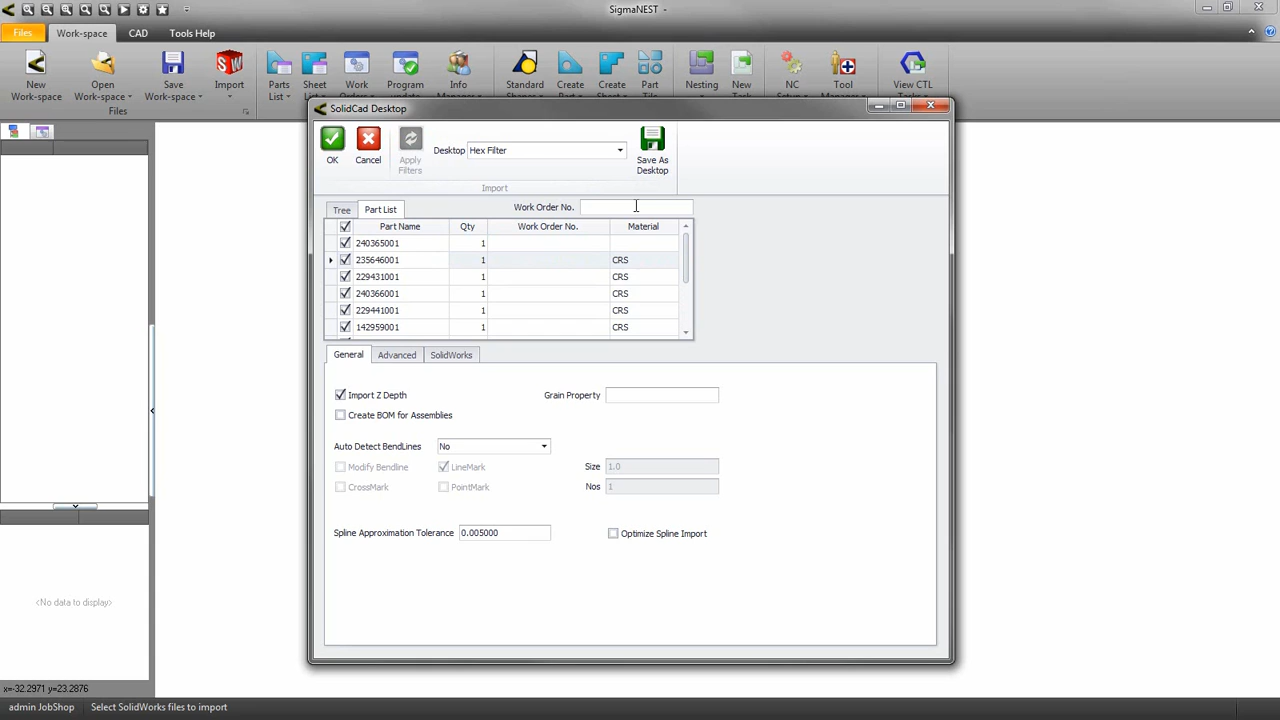 SigmaNEST -
Files
Work-space
CAD
Tools Help
New Work-space
Open Work-space
Save Work-space
Import
Parts List
Sheet List
Work
Program update
Info
Standard
Create
Create
Part
Nesting
New
NC
Tool
View CTL
Files
SolidCad Desktop
OK
Cancel
Apply Filters
Desktop
Hex Filter
Save As Desktop
Import
Tree
Part List
Work Order No.
Part Name
Qty
Work Order No.
Material
240365001 1
235646001 1 CRS
229431001 1 CRS
240366001 1 CRS
229441001 1 CRS
142959001 1 CRS
General
Advanced
SolidWorks
Import Z Depth
Grain Property
Create BOM for Assemblies
Auto Detect BendLines
No
Modify Bendline
LineMark
Size
1.0
CrossMark
PointMark
Nos
1
Spline Approximation Tolerance
0.005000
Optimize Spline Import
<No data to display>
x=-32.2971 y=23.2876
admin JobShop
Select SolidWorks files to import